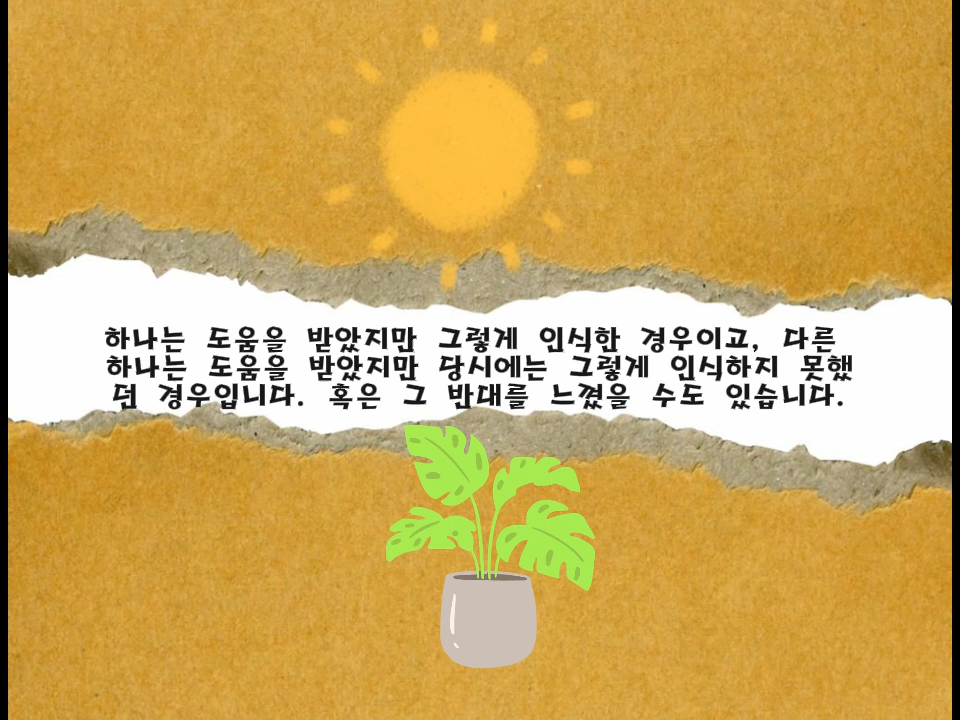 하나는 도움을 받았지만 그렇게 인식한 경우이고, 다른
하나는 도움을 받았지만 당시에는 그렇게 인식하지 못했
던 경우입니다. 혹은 그 반대를 느꼈을 수도 있습니다.